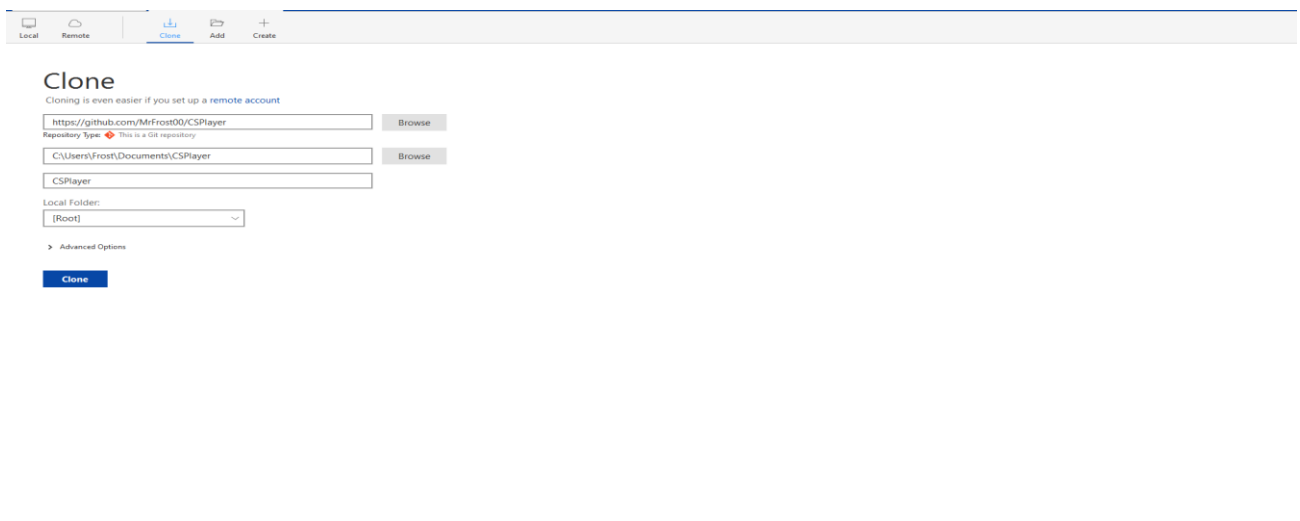 Local Remote Clone Add Create
Clone
Cloning is even easier if you set up a remote account
https://github.com/MrFrost00/CSPlayer Browse
Repository Type: This is a Git repository
C:\Users\Frost\Documents\CSPlayer Browse
CSPlayer
Local Folder:
[Root]
Advanced Options
Clone